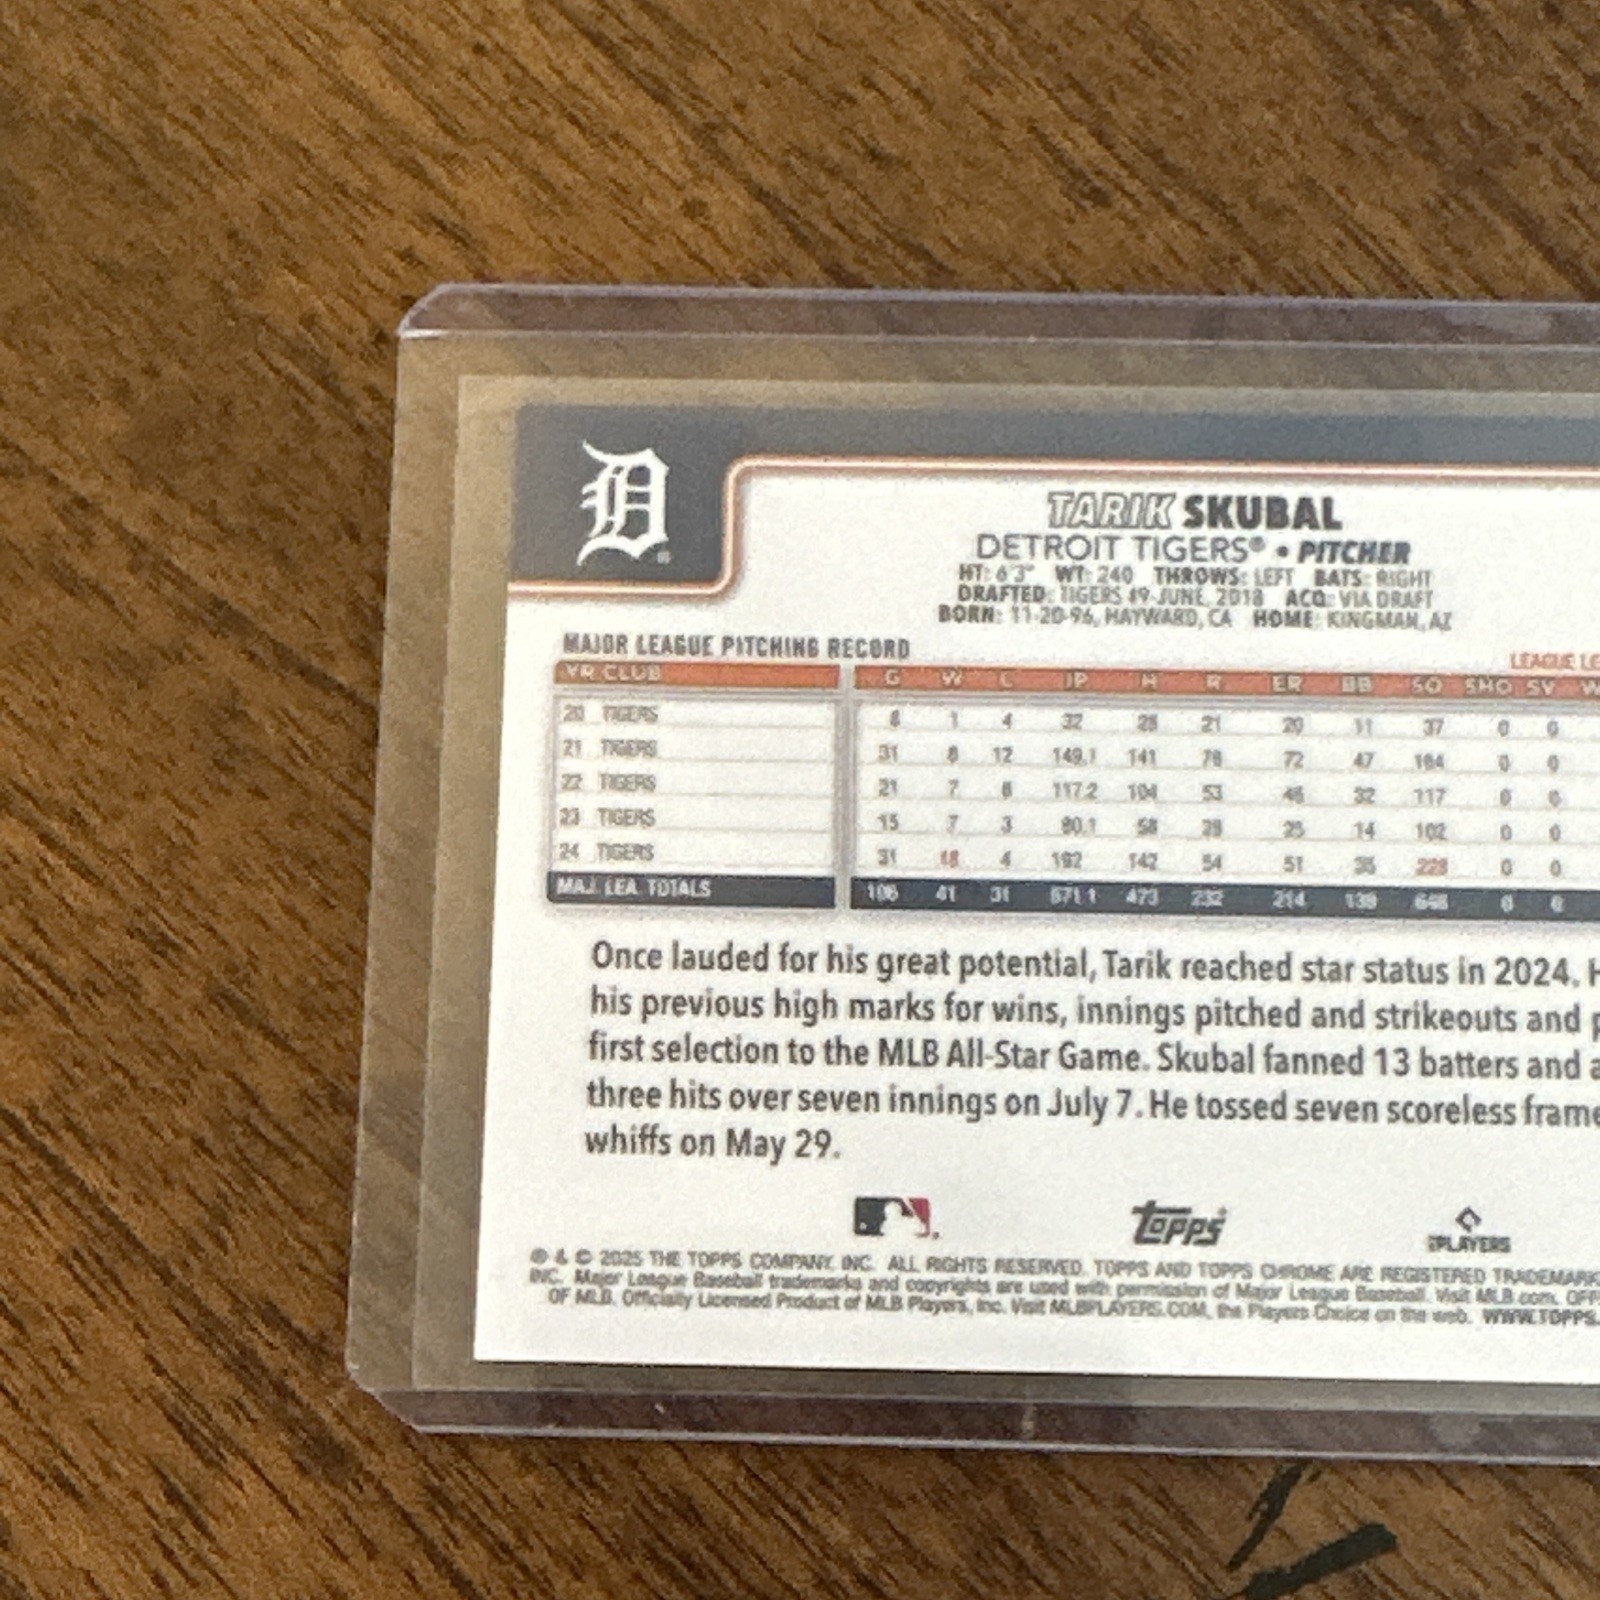 D
TARIK SKUBAL
DETROIT TIGERS® • PITCHER
HT: 6'3" WT: 240 THROWS: LEFT BATS: RIGHT
DRAFTED: TIGERS #9-JUNE, 2018 ACQ: VIA DRAFT
BORN: 11-20-96, HAYWARD, CA HOME: KINGMAN, AZ
MAJOR LEAGUE PITCHING RECORD
LEAGUE LE
YR CLUB G W L IP H R ER BB SO SHO SV W
20 TIGERS 8 1 4 32 28 21 20 11 37 0 0
21 TIGERS 31 8 12 149.1 141 78 72 47 164 0 0
22 TIGERS 21 7 8 117.2 104 53 46 32 117 0 0
23 TIGERS 15 7 3 80.1 58 28 25 14 102 0 0
24 TIGERS 31 18 4 192 142 54 51 35 228 0 0
MAJ. LEA. TOTALS 106 41 31 571.1 473 232 214 139 648 0 0
Once lauded for his great potential, Tarik reached star status in 2024. H
his previous high marks for wins, innings pitched and strikeouts and p
first selection to the MLB All-Star Game. Skubal fanned 13 batters and a
three hits over seven innings on July 7. He tossed seven scoreless frame
whiffs on May 29.
Topps
PLAYERS
® & © 2025 THE TOPPS COMPANY, INC. ALL RIGHTS RESERVED. TOPPS AND TOPPS CHROME ARE REGISTERED TRADEMARK
INC. Major League Baseball trademarks and copyrights are used with permission of Major League Baseball. Visit MLB.com. OFF
OF MLB. Officially Licensed Product of MLB Players, Inc. Visit MLBPLAYERS.COM, the Players Choice on the web. WWW.TOPPS.